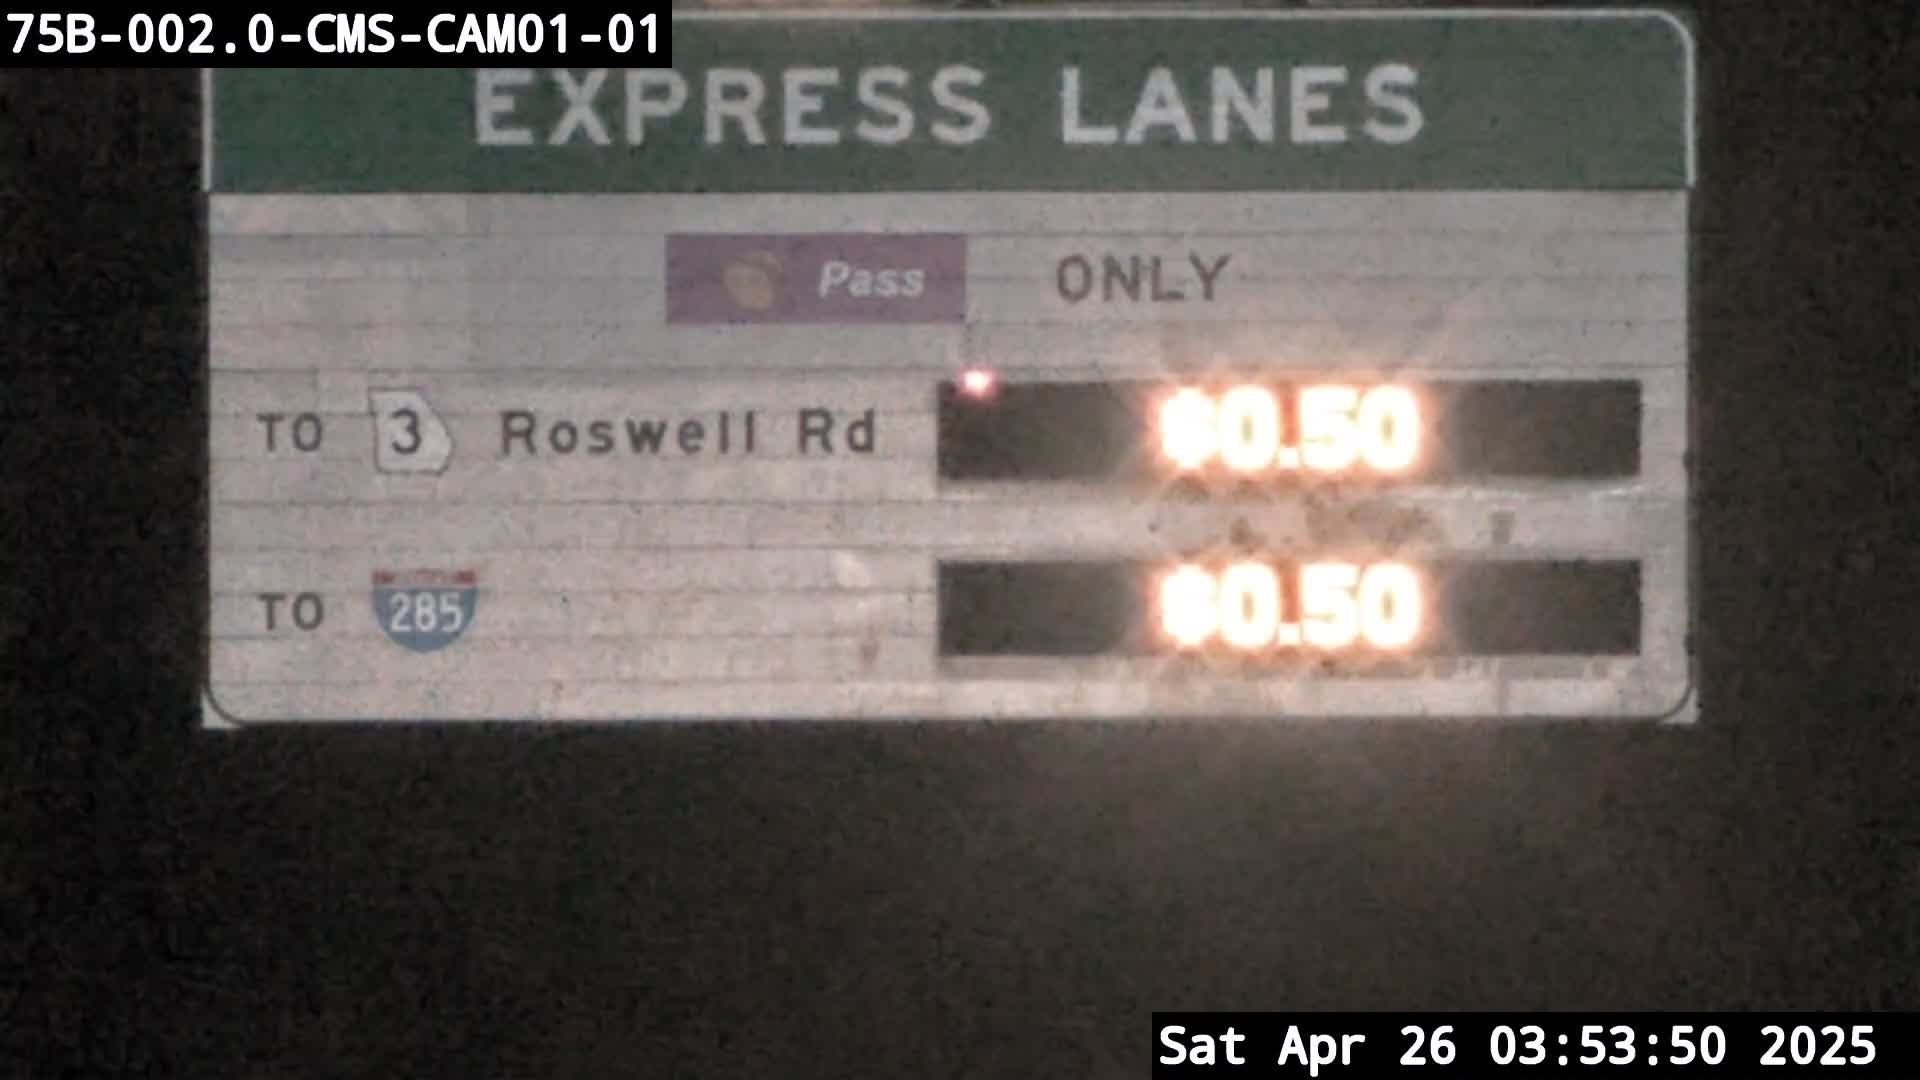 75B-002.0-CMS-CAM01-01
EXPRESS LANES
Pass ONLY
TO 3 Roswell Rd $0.50
TO 285 $0.50
Sat Apr 26 03:53:50 2025